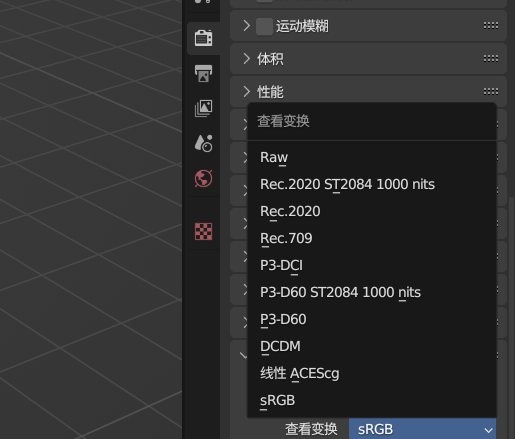 运动模糊
体积
性能
查看变换
Raw
Rec.2020 ST2084 1000 nits
Rec.2020
Rec.709
P3-DCI
P3-D60 ST2084 1000 nits
P3-D60
DCDM
线性 ACEScg
sRGB
查看变换 sRGB